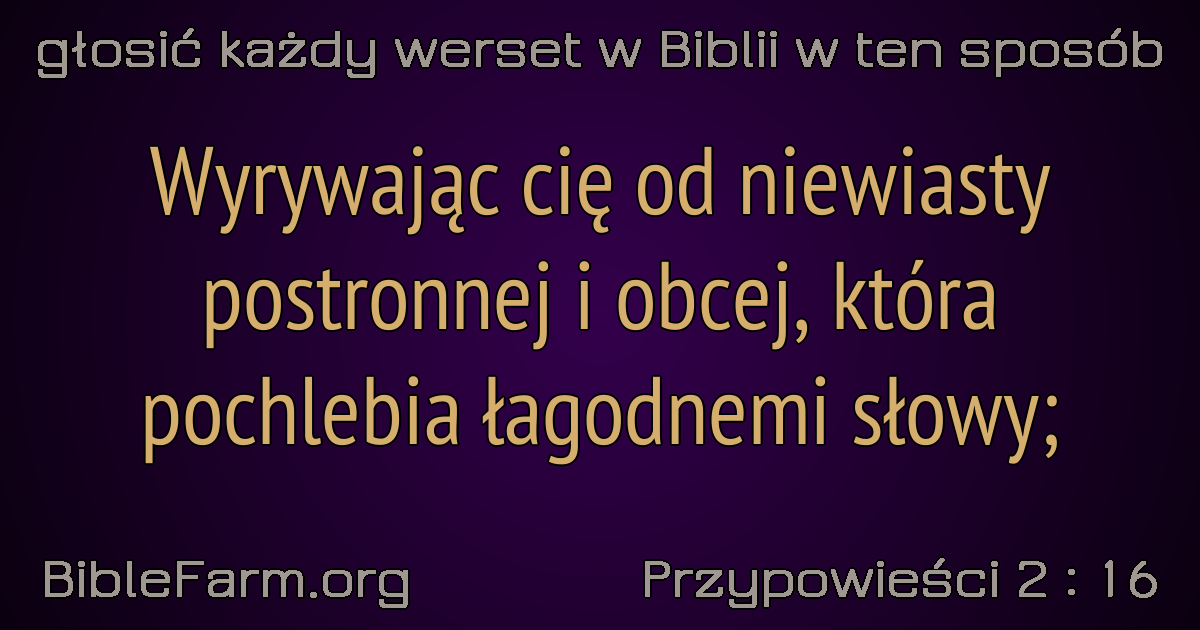 głosić każdy werset w Biblii w ten sposób
Wyrywając cię od niewiasty
postronnej i obcej, która
pochlebia łagodnemi słowy;
BibleFarm.org
Przypowieści 2 : 16